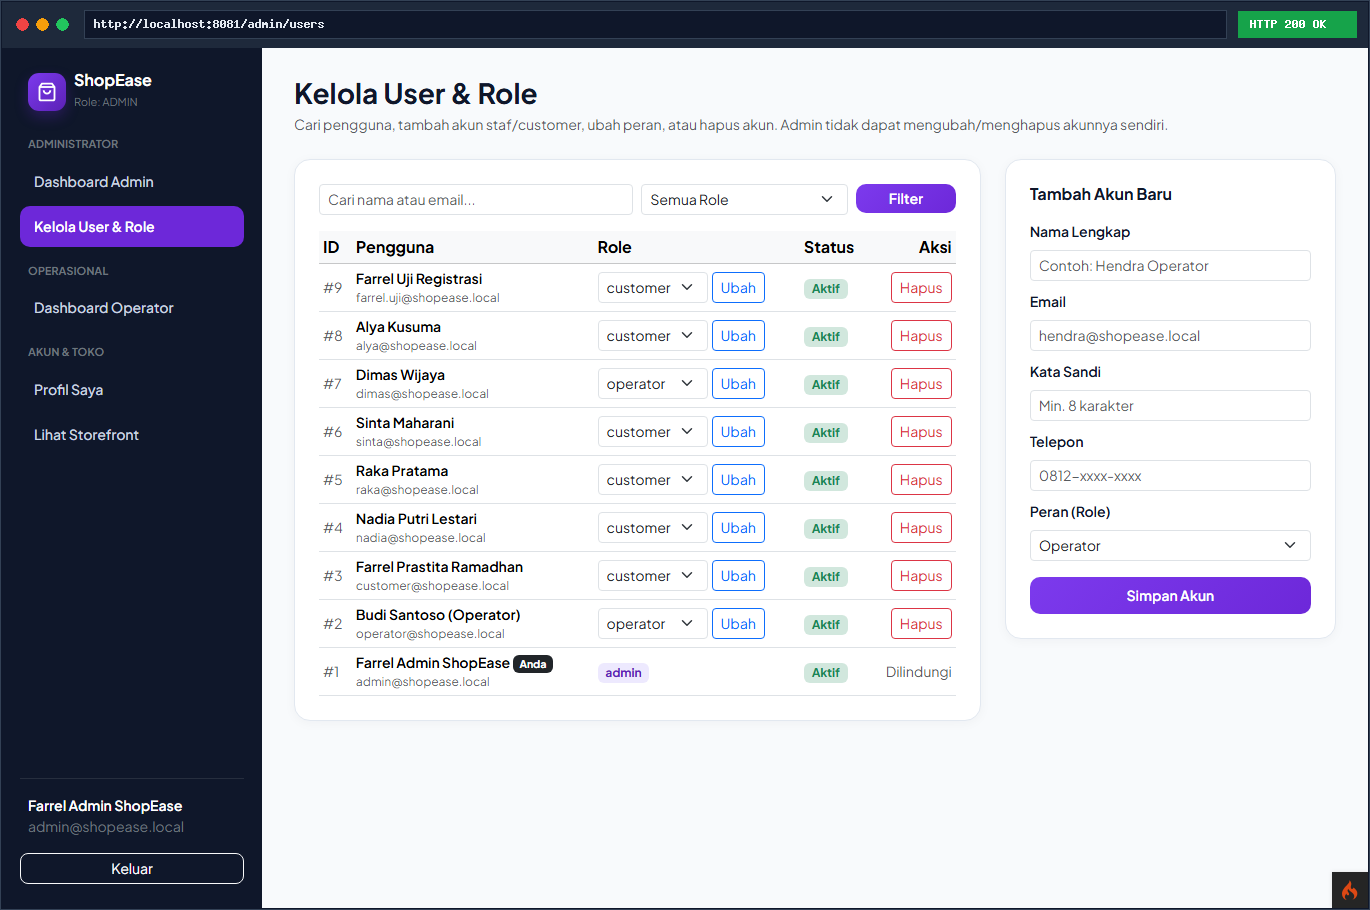 http://localhost:8081/admin/users
HTTP 200 OK
ShopEase
Role: ADMIN
ADMINISTRATOR
Dashboard Admin
Kelola User & Role
OPERASIONAL
Dashboard Operator
AKUN & TOKO
Profil Saya
Lihat Storefront
Farrel Admin ShopEase
admin@shopease.local
Keluar
Kelola User & Role
Cari pengguna, tambah akun staf/customer, ubah peran, atau hapus akun. Admin tidak dapat mengubah/menghapus akunnya sendiri.
Cari nama atau email... Semua Role Filter
ID Pengguna Role Status Aksi
#9 Farrel Uji Registrasi customer Ubah Aktif Hapus
farrel.uji@shopease.local
#8 Alya Kusuma customer Ubah Aktif Hapus
alya@shopease.local
#7 Dimas Wijaya operator Ubah Aktif Hapus
dimas@shopease.local
#6 Sinta Maharani customer Ubah Aktif Hapus
sinta@shopease.local
#5 Raka Pratama customer Ubah Aktif Hapus
raka@shopease.local
#4 Nadia Putri Lestari customer Ubah Aktif Hapus
nadia@shopease.local
#3 Farrel Prastita Ramadhan customer Ubah Aktif Hapus
customer@shopease.local
#2 Budi Santoso (Operator) operator Ubah Aktif Hapus
operator@shopease.local
#1 Farrel Admin ShopEase Anda admin Aktif Dilindungi
admin@shopease.local
Tambah Akun Baru
Nama Lengkap
Contoh: Hendra Operator
Email
hendra@shopease.local
Kata Sandi
Min. 8 karakter
Telepon
0812-xxxx-xxxx
Peran (Role)
Operator
Simpan Akun